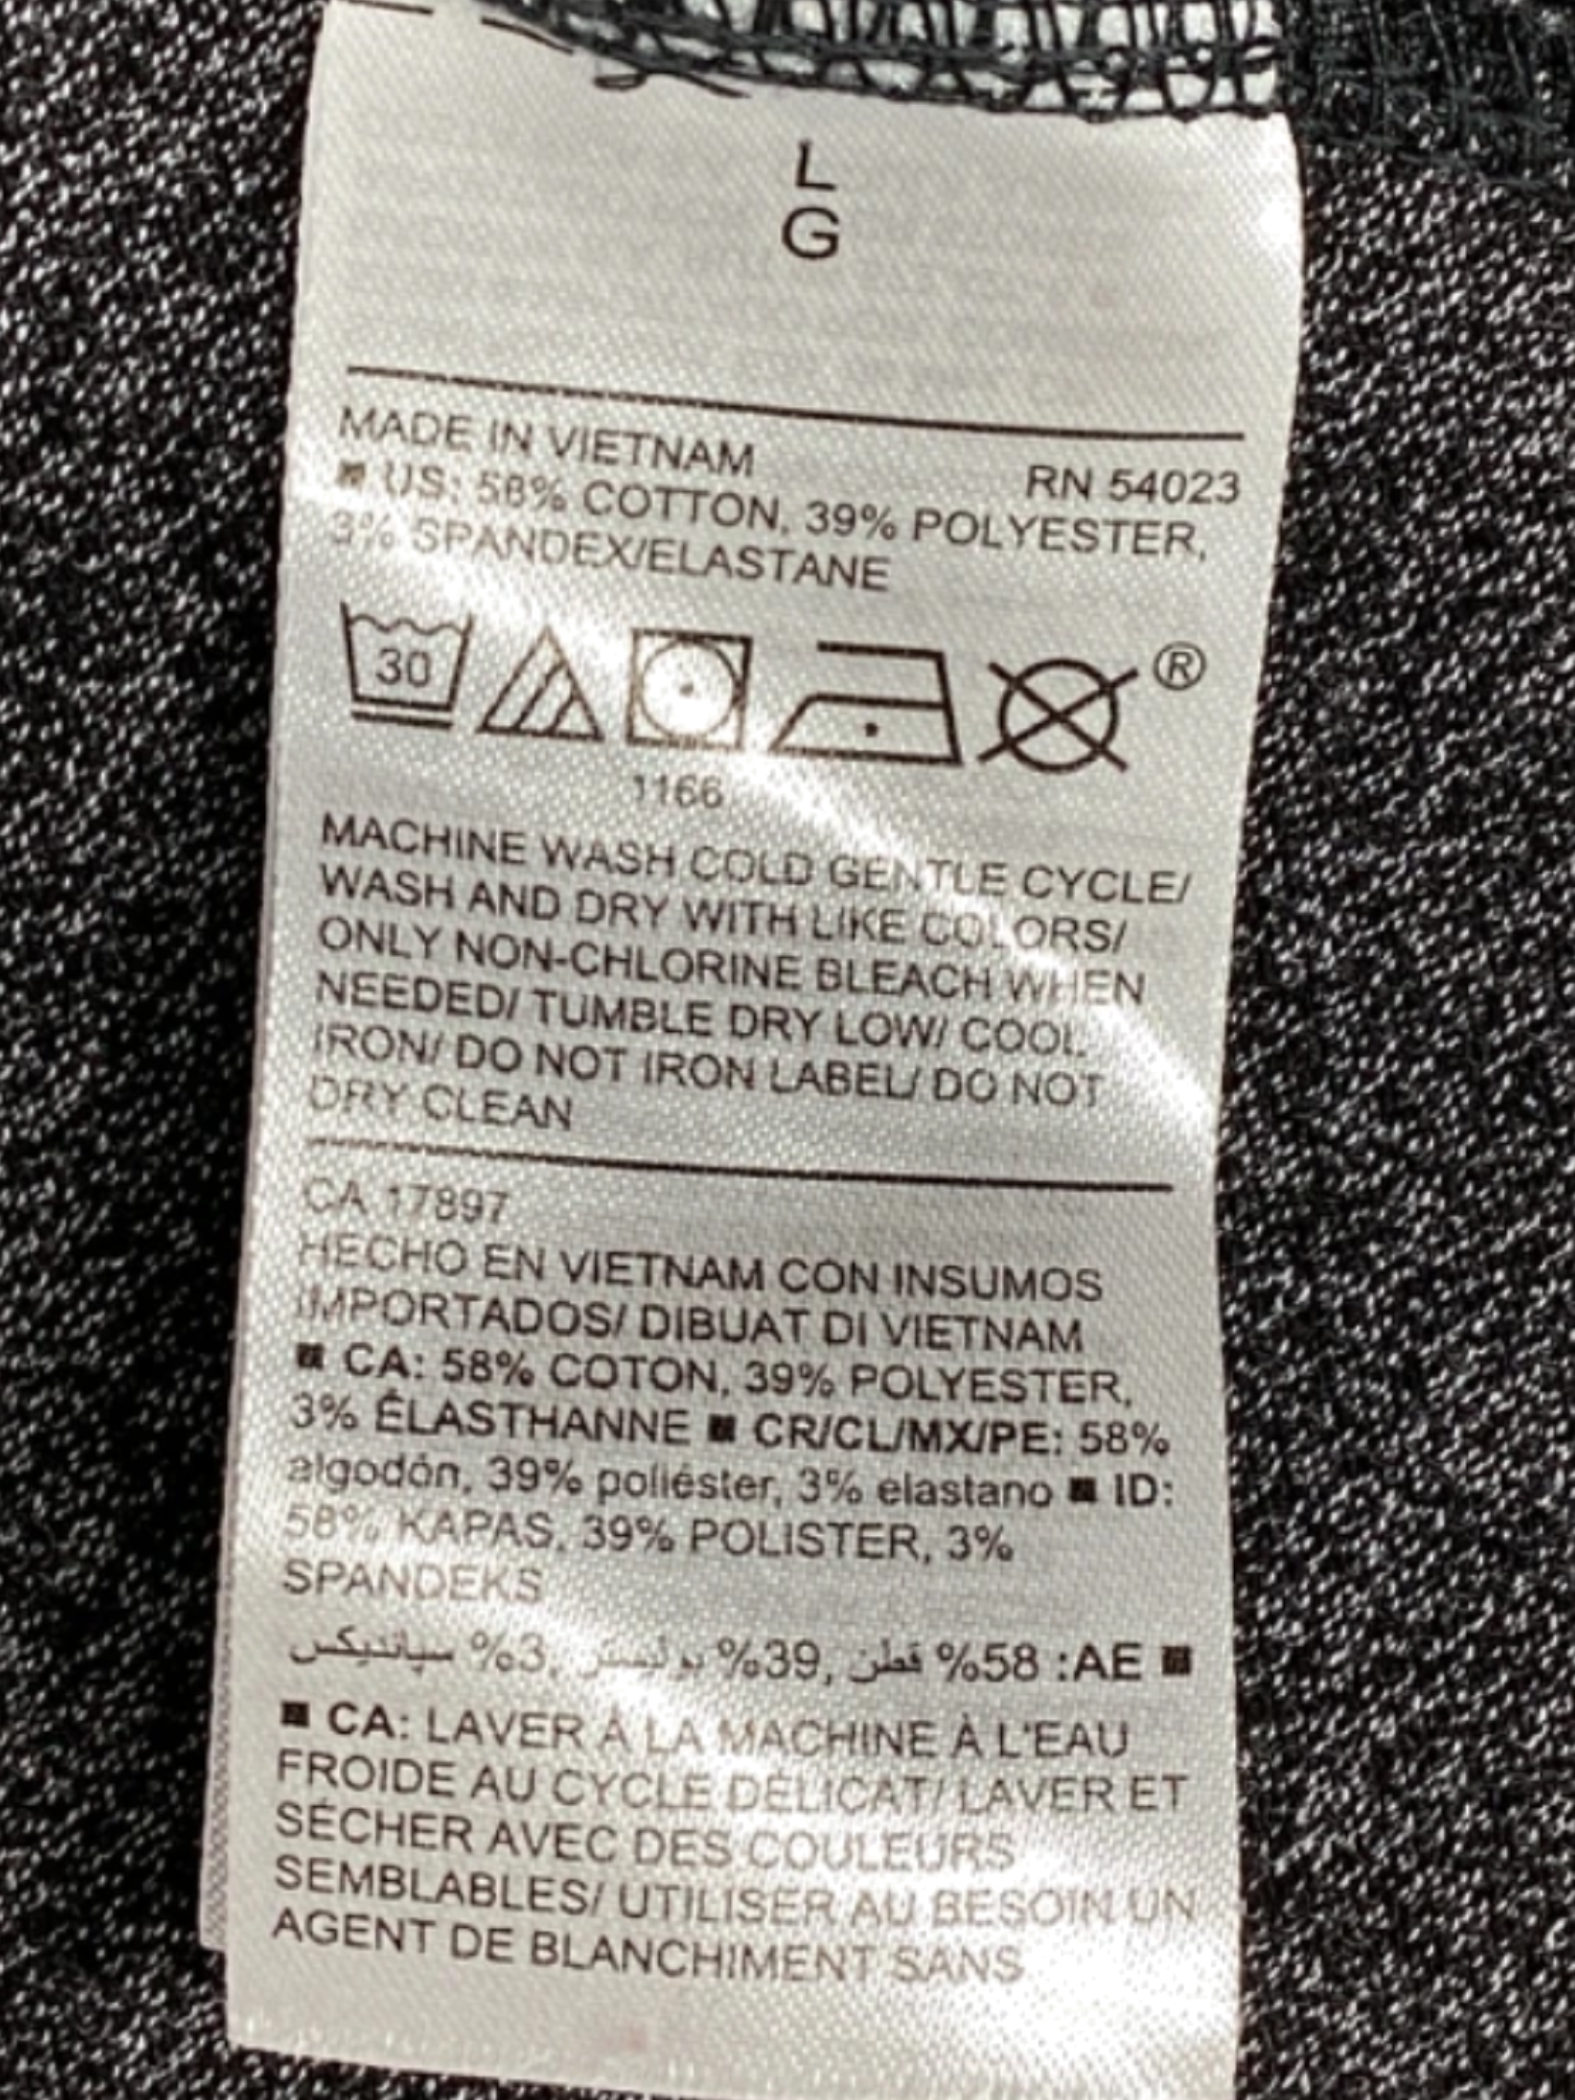 L
G
MADE IN VIETNAM
RN 54023
■ US: 58% COTTON, 39% POLYESTER,
3% SPANDEX/ELASTANE
30
®
1166
MACHINE WASH COLD GENTLE CYCLE/
WASH AND DRY WITH LIKE COLORS/
ONLY NON-CHLORINE BLEACH WHEN
NEEDED/ TUMBLE DRY LOW/ COOL
IRON/ DO NOT IRON LABEL/ DO NOT
DRY CLEAN
CA 17897
HECHO EN VIETNAM CON INSUMOS
IMPORTADOS/ DIBUAT DI VIETNAM
■ CA: 58% COTON, 39% POLYESTER,
3% ÉLASTHANNE ■ CR/CL/MX/PE: 58%
algodón, 39% poliéster, 3% elastano ■ ID:
58% KAPAS, 39% POLISTER, 3%
SPANDEKS
■ AE: 58% قطن, 39% بوليستر, 3% سباندیکس
■ CA: LAVER À LA MACHINE À L'EAU
FROIDE AU CYCLE DÉLICAT/ LAVER ET
SÉCHER AVEC DES COULEURS
SEMBLABLES/ UTILISER AU BESOIN UN
AGENT DE BLANCHIMENT SANS